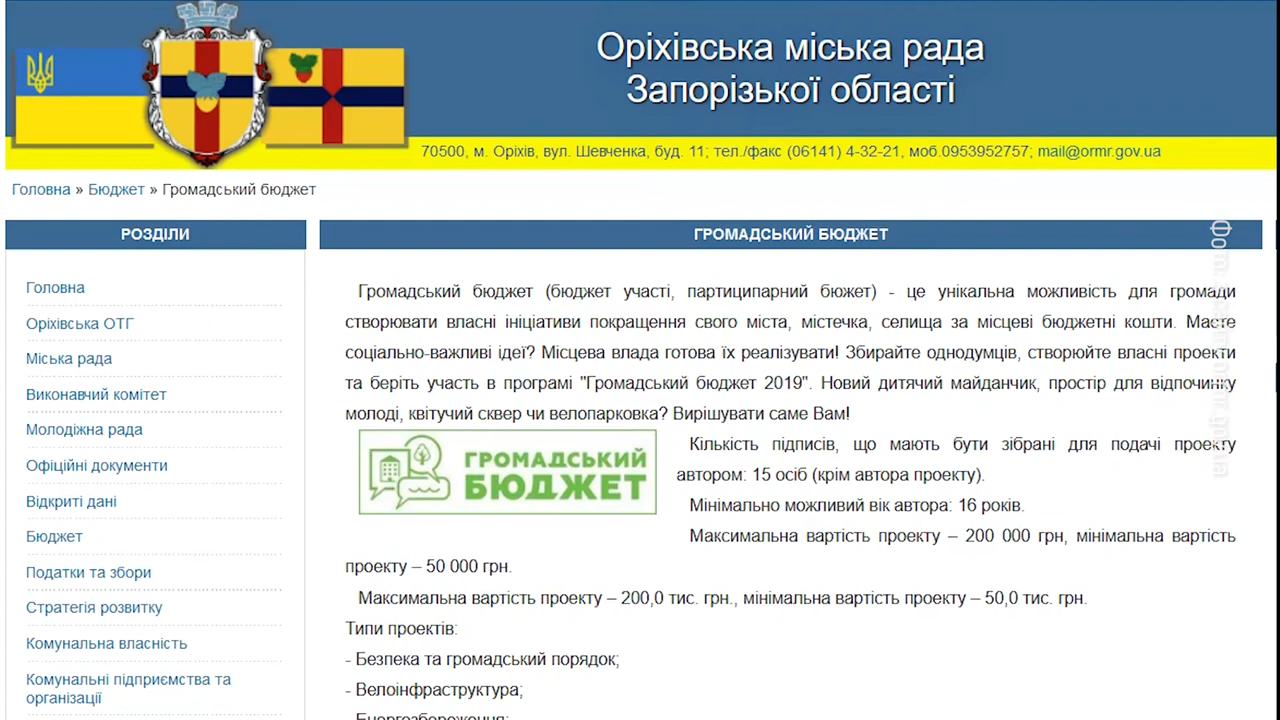 Оріхівська міська рада
Запорізької області
70500, м. Оріхів, вул. Шевченка, буд. 11; тел./факс (06141) 4-32-21, моб.0953952757; mail@ormr.gov.ua
Головна » Бюджет » Громадський бюджет
РОЗДІЛИ
Головна
Оріхівська ОТГ
Міська рада
Виконавчий комітет
Молодіжна рада
Офіційні документи
Відкриті дані
Бюджет
Податки та збори
Стратегія розвитку
Комунальна власність
Комунальні підприємства та
організації
ГРОМАДСЬКИЙ БЮДЖЕТ
Громадський бюджет (бюджет участі, партиципарний бюжет) - це унікальна можливість для громади
створювати власні ініціативи покращення свого міста, містечка, селища за місцеві бюджетні кошти. Маєте
соціально-важливі ідеї? Місцева влада готова їх реалізувати! Збирайте однодумців, створюйте власні проекти
та беріть участь в програмі "Громадський бюджет 2019". Новий дитячий майданчик, простір для відпочинку
молоді, квітучий сквер чи велопарковка? Вирішувати саме Вам!
ГРОМАДСЬКИЙ
БЮДЖЕТ
Кількість підписів, що мають бути зібрані для подачі проекту
автором: 15 осіб (крім автора проекту).
Мінімально можливий вік автора: 16 років.
Максимальна вартість проекту – 200 000 грн, мінімальна вартість
проекту – 50 000 грн.
Максимальна вартість проекту – 200,0 тис. грн., мінімальна вартість проекту – 50,0 тис. грн.
Типи проектів:
- Безпека та громадський порядок;
- Велоінфраструктура;
- Енергозбереження;